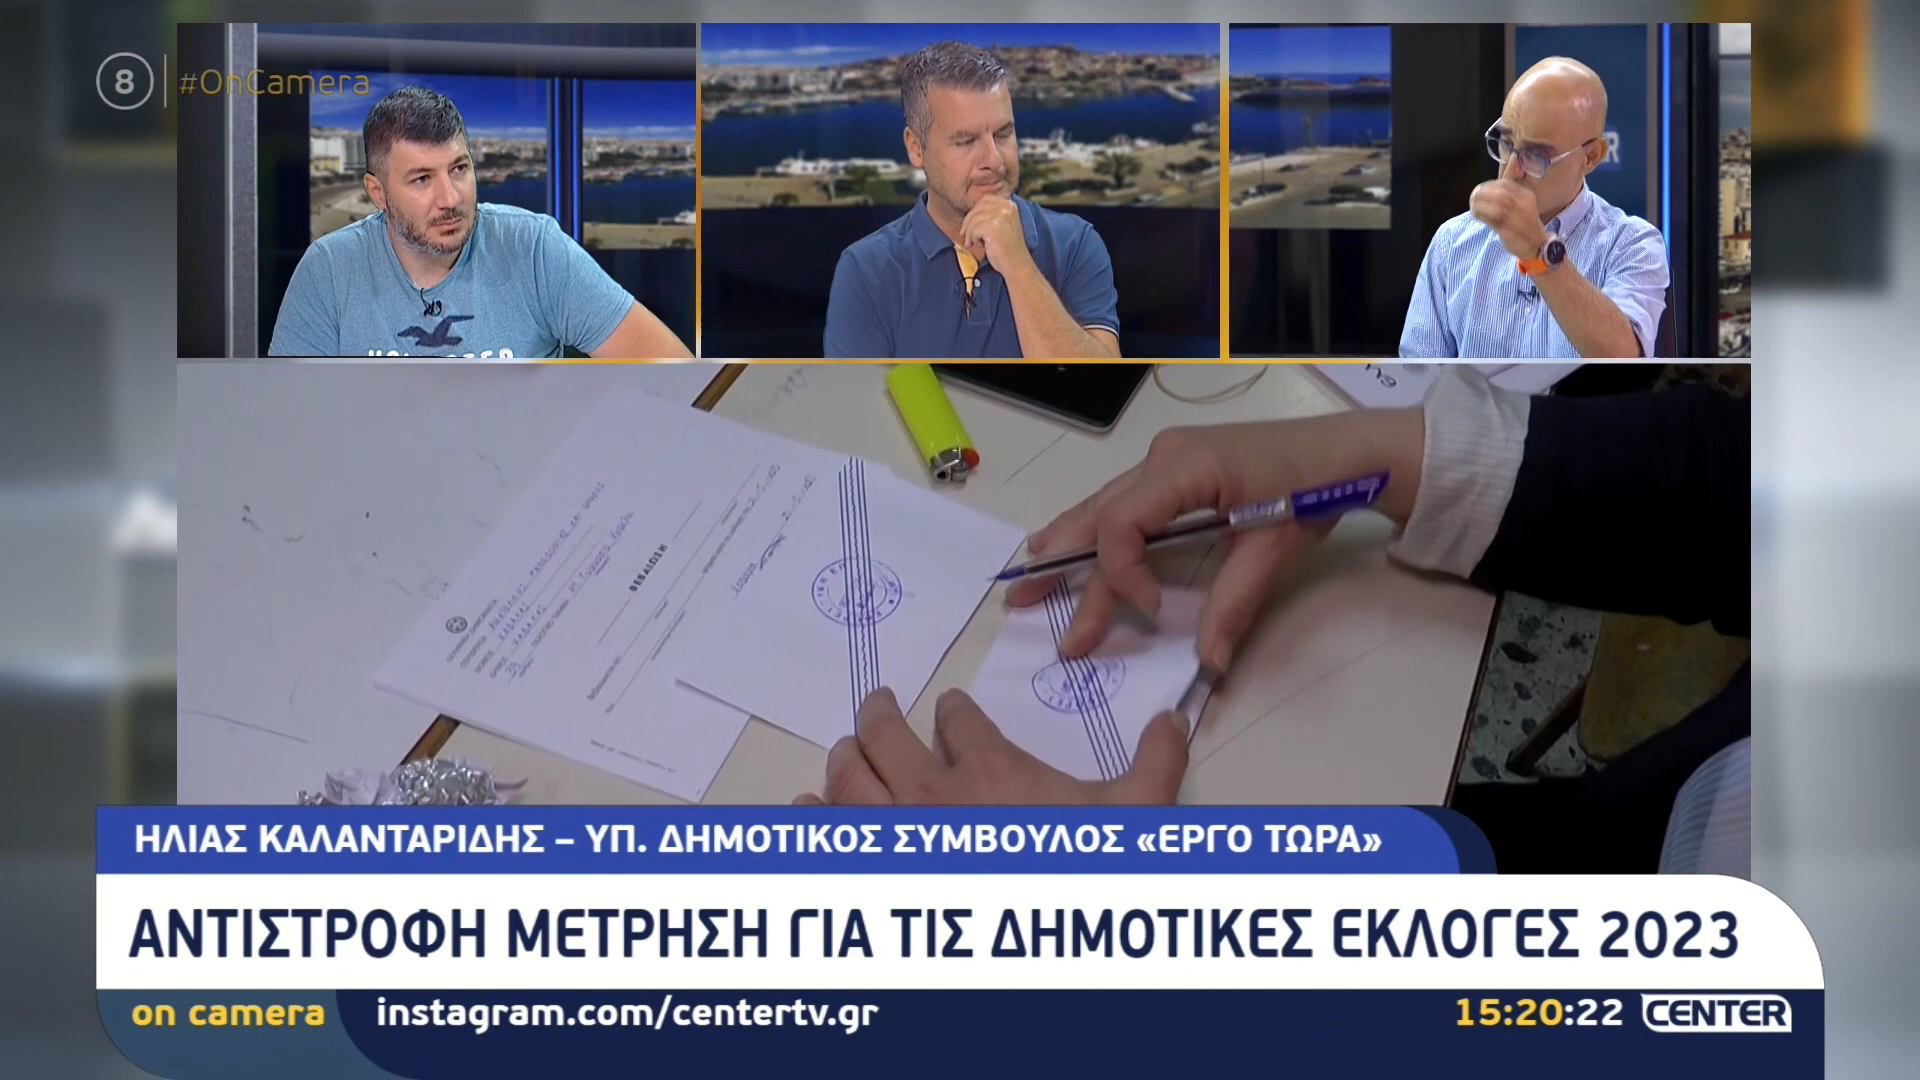 8 #OnCamera
ΒΕΒΑΙΩΣΗ
ΗΛΙΑΣ ΚΑΛΑΝΤΑΡΙΔΗΣ – ΥΠ. ΔΗΜΟΤΙΚΟΣ ΣΥΜΒΟΥΛΟΣ «ΕΡΓΟ ΤΩΡΑ»
ΑΝΤΙΣΤΡΟΦΗ ΜΕΤΡΗΣΗ ΓΙΑ ΤΙΣ ΔΗΜΟΤΙΚΕΣ ΕΚΛΟΓΕΣ 2023
on camera instagram.com/centertv.gr 15:20:22 CENTER